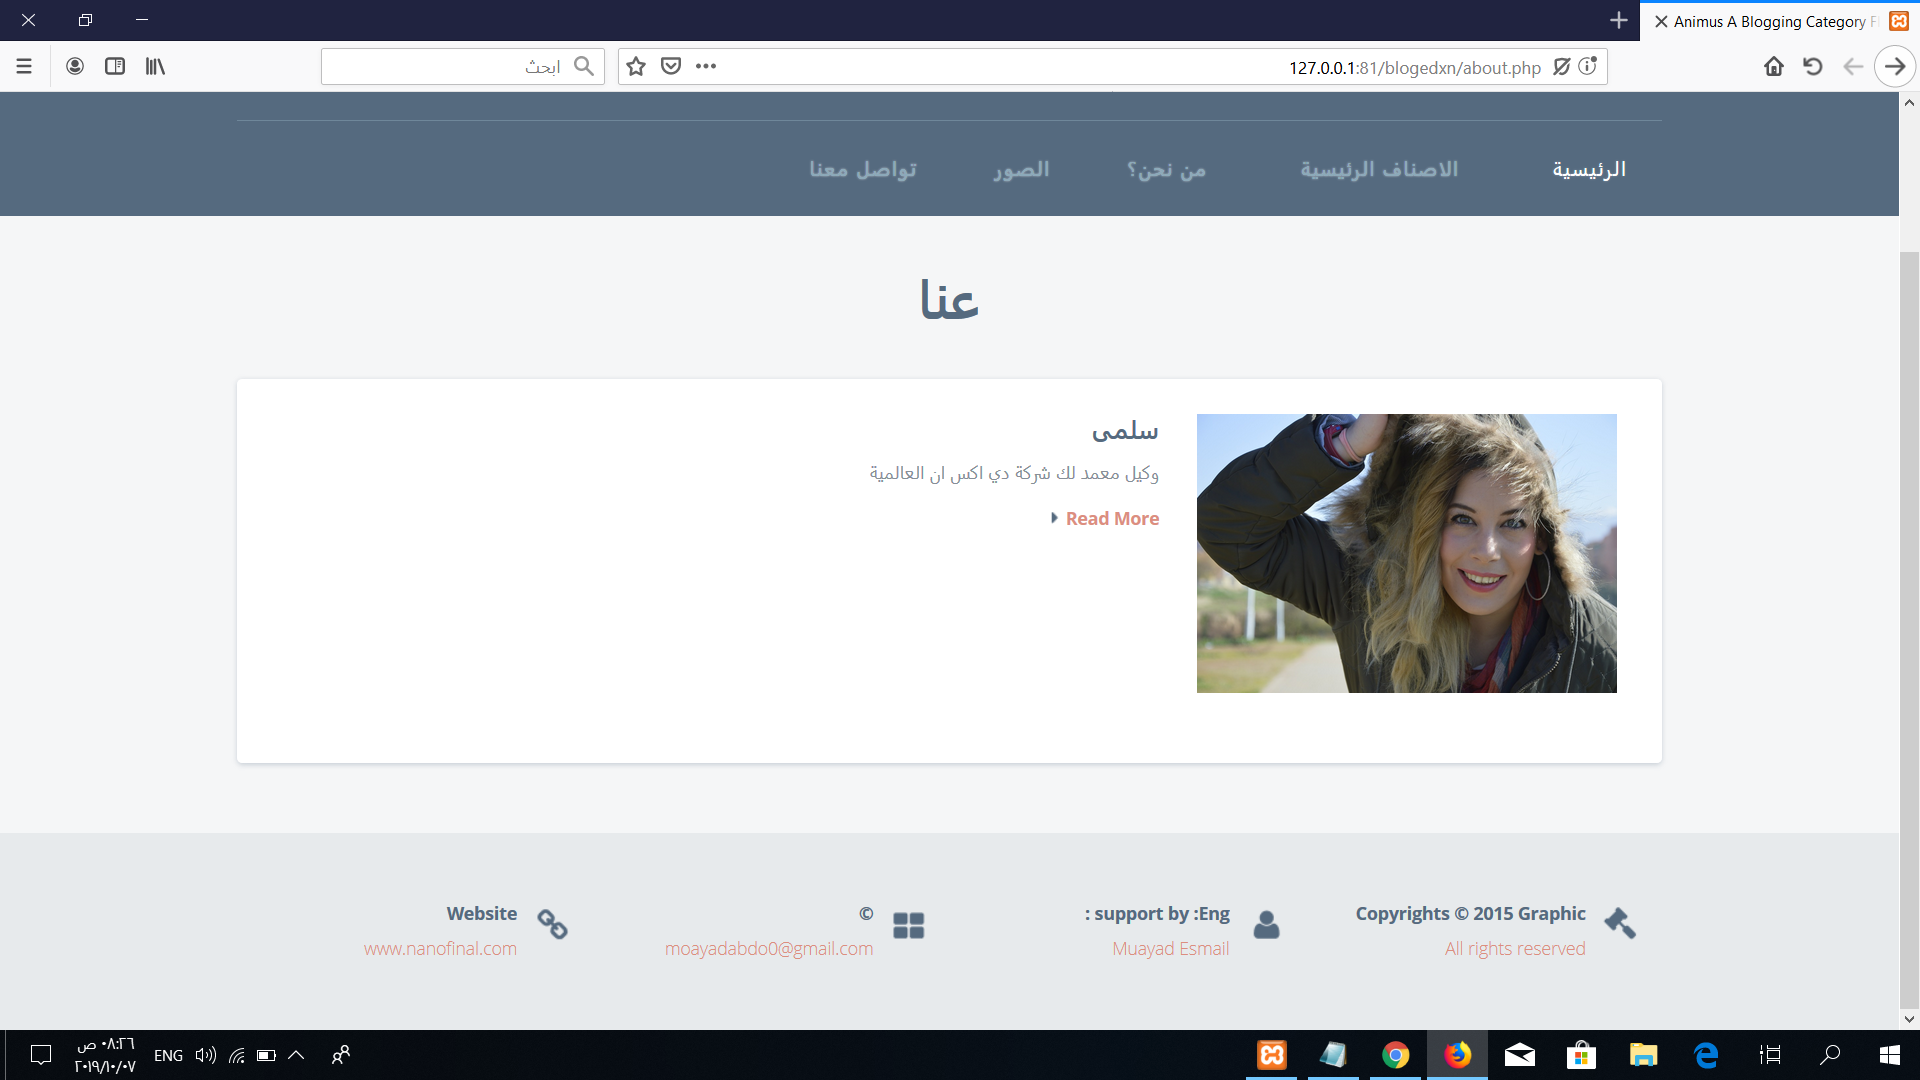 Animus A Blogging Category F
127.0.0.1:81/blogedxn/about.php
ابحث
الرئيسية
الاصناف الرئيسية
من نحن؟
الصور
تواصل معنا
عنا
سلمى
وكيل معمد لك شركة دي اكس ان العالمية
Read More
Copyrights © 2015 Graphic
All rights reserved
: support by :Eng
Muayad Esmail
©
moayadabdo0@gmail.com
Website
www.nanofinal.com
ENG
٠٨:٢٦ ص
٢٠١٩/١٠/٠٧